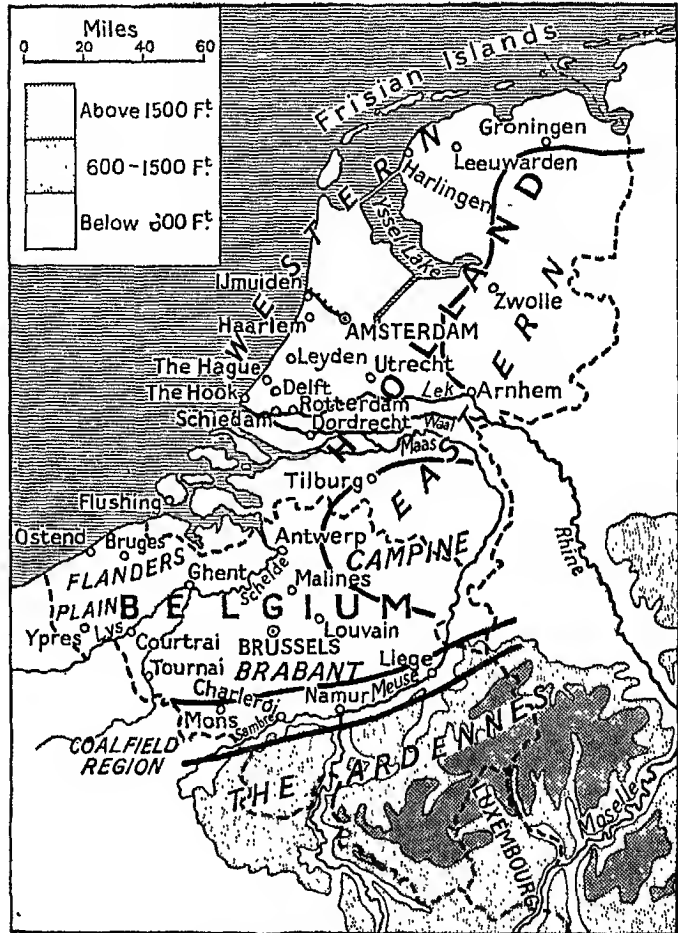 Miles
0 40 60
Above 1500 Ft.
600-1500 Ft.
Below 600 Ft.
Frisian Islands
Groningen
Leeuwarden
Harlingen
Yssel Lake
WESTERN
HOLLAND
EASTERN
IJmuiden
Zwolle
Haarlem
AMSTERDAM
Leyden
Utrecht
The Hague
Delft
Lek
Arnhem
The Hook
Rotterdam
Schiedam
Dordrecht
Waal
Maas
Tilburg
Flushing
Rhine
Ostend
Bruges
Antwerp
CAMPINE
FLANDERS
PLAIN
Ghent
Schelde
Malines
BELGIUM
Ypres
Lys
Courtrai
BRUSSELS
Louvain
Tournai
BRABANT
Liege
Charleroi
Namur
Meuse
Mons
Sambre
COALFIELD
REGION
THE ARDENNES
LUXEMBOURG
Moselle